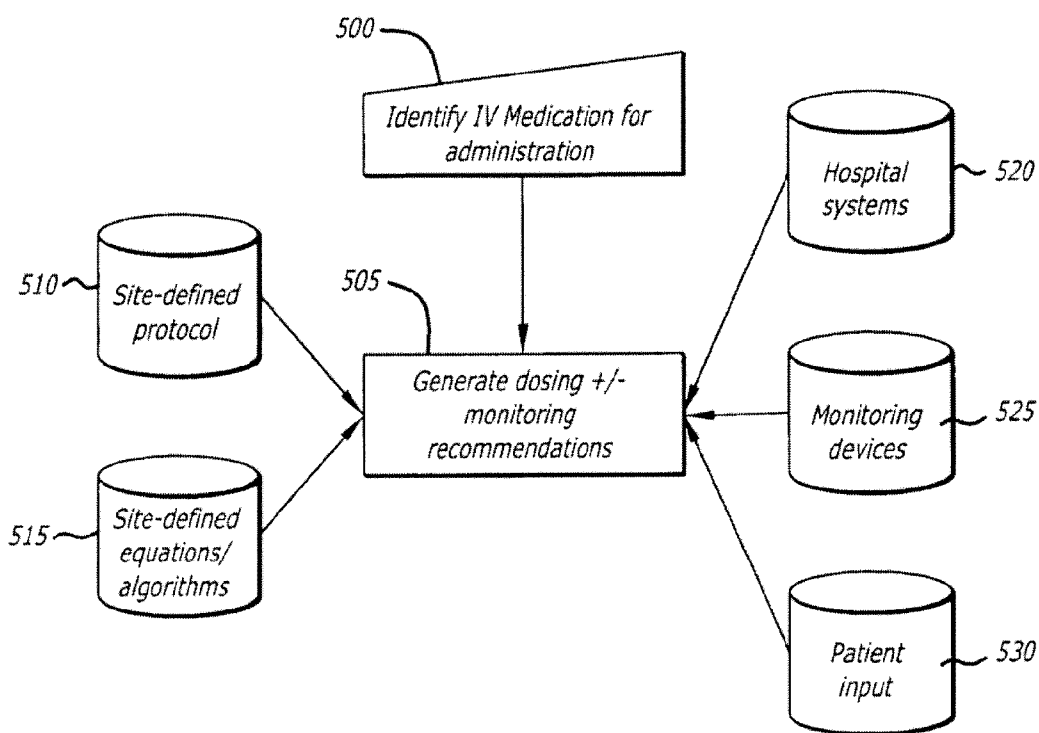 500
Identify IV Medication for
administration
Hospital
systems
520
510
Site-defined
protocol
505
Generate dosing +/-
monitoring
recommendations
Monitoring
devices
525
515
Site-defined
equations/
algorithms
Patient
input
530